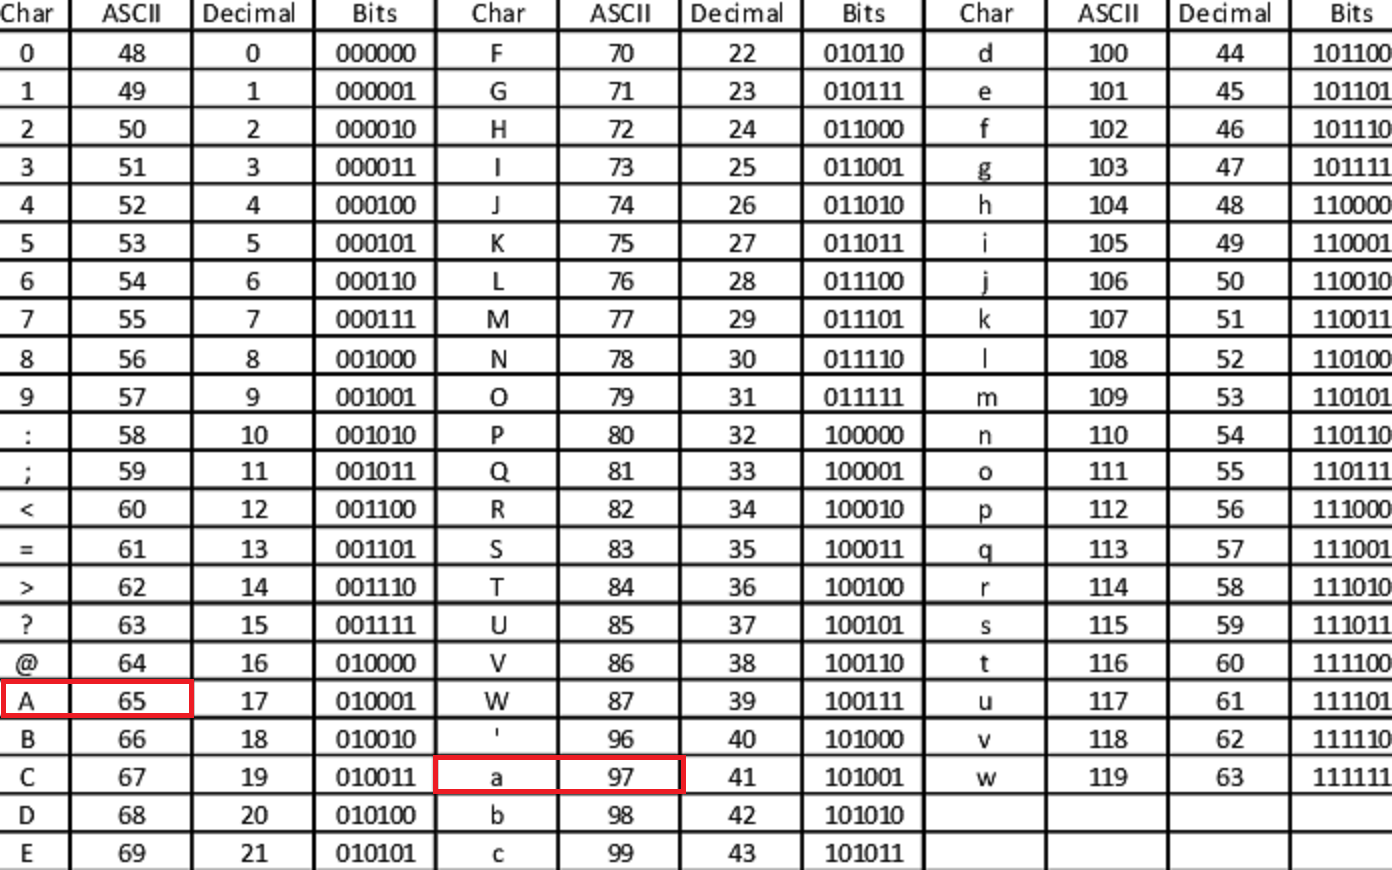 Char ASCII Decimal Bits Char ASCII Decimal Bits Char ASCII Decimal Bits
0 48 0 000000 F 70 22 010110 d 100 44 101100
1 49 1 000001 G 71 23 010111 e 101 45 101101
2 50 2 000010 H 72 24 011000 f 102 46 101110
3 51 3 000011 I 73 25 011001 g 103 47 101111
4 52 4 000100 J 74 26 011010 h 104 48 110000
5 53 5 000101 K 75 27 011011 i 105 49 110001
6 54 6 000110 L 76 28 011100 j 106 50 110010
7 55 7 000111 M 77 29 011101 k 107 51 110011
8 56 8 001000 N 78 30 011110 l 108 52 110100
9 57 9 001001 O 79 31 011111 m 109 53 110101
: 58 10 001010 P 80 32 100000 n 110 54 110110
; 59 11 001011 Q 81 33 100001 o 111 55 110111
< 60 12 001100 R 82 34 100010 p 112 56 111000
= 61 13 001101 S 83 35 100011 q 113 57 111001
> 62 14 001110 T 84 36 100100 r 114 58 111010
? 63 15 001111 U 85 37 100101 s 115 59 111011
@ 64 16 010000 V 86 38 100110 t 116 60 111100
A 65 17 010001 W 87 39 100111 u 117 61 111101
B 66 18 010010 ' 96 40 101000 v 118 62 111110
C 67 19 010011 a 97 41 101001 w 119 63 111111
D 68 20 010100 b 98 42 101010
E 69 21 010101 c 99 43 101011